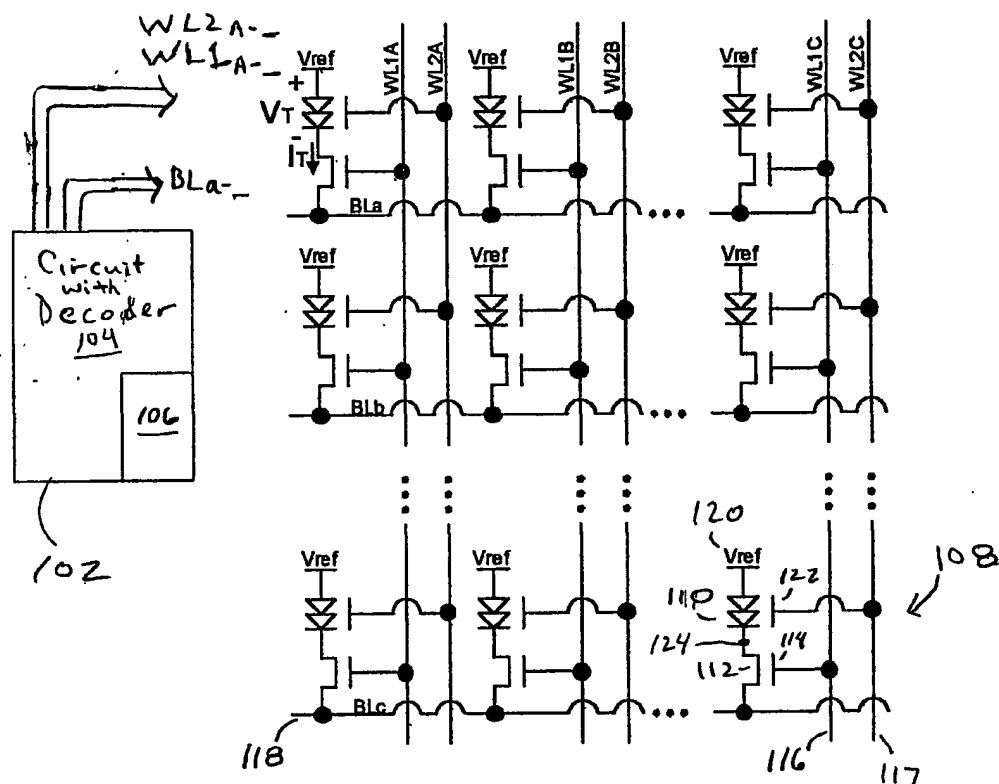 WL2A-_
WL1A-_
BLa-_
Circuit
with
Decoder
104
106
102
Vref
+
VT
-
IT
WL1A
WL2A
Vref
WL1B
WL2B
Vref
WL1C
WL2C
BLa
Vref
Vref
Vref
BLb
Vref
Vref
120
Vref
108
110
122
124
112
114
BLc
118
116
117